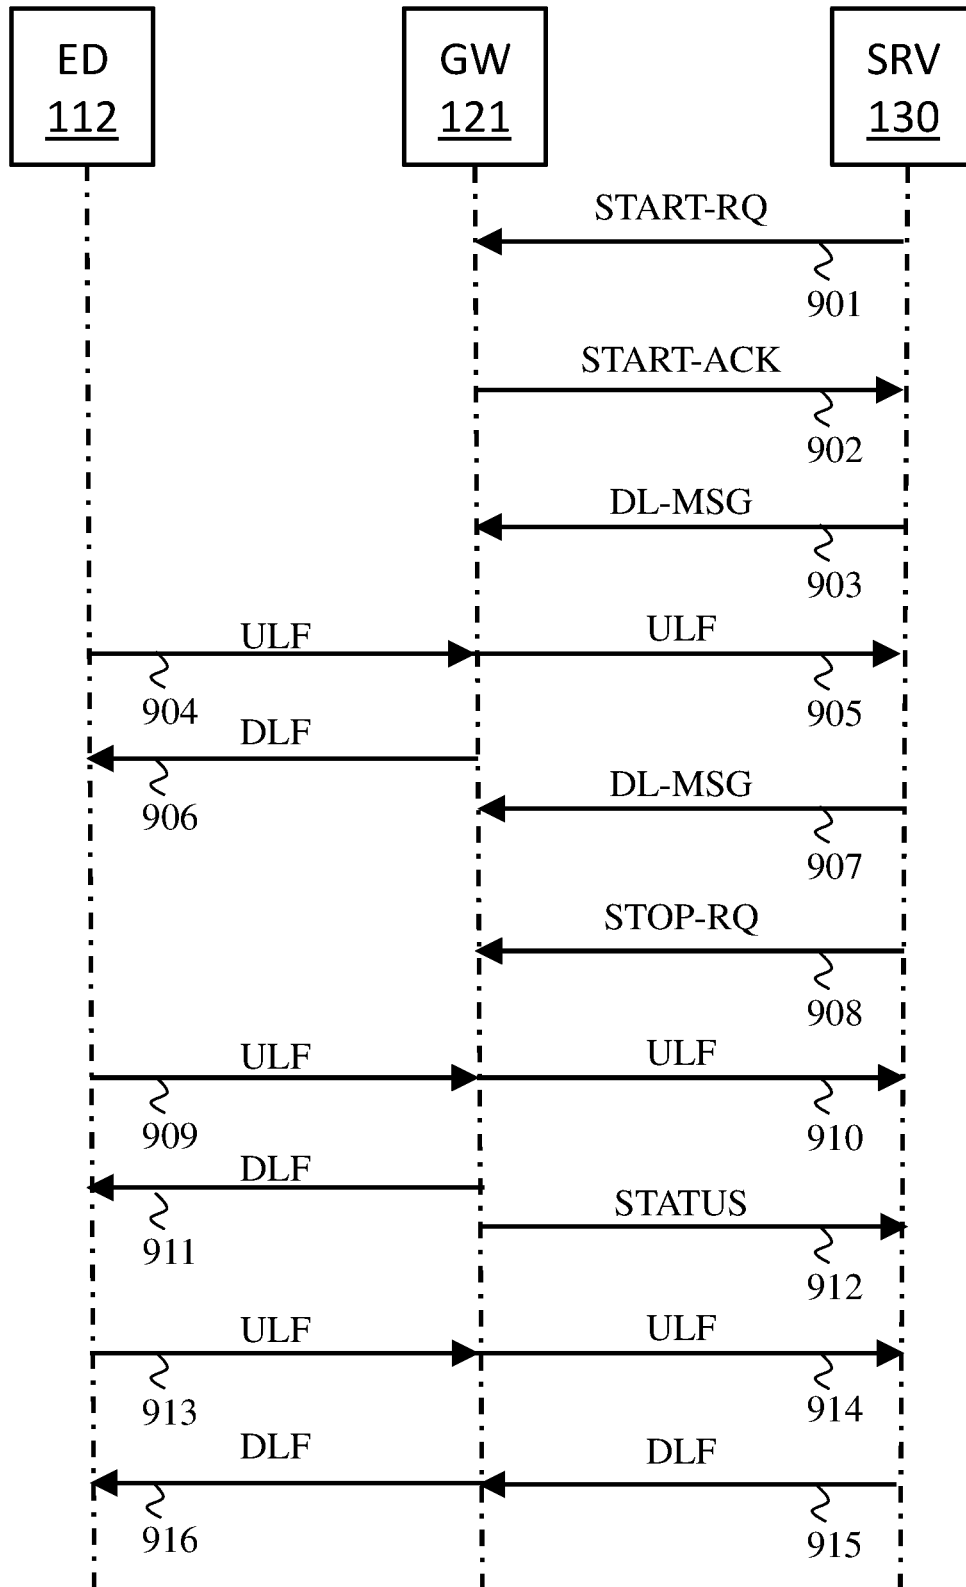 ED
112
GW
121
SRV
130
START-RQ
901
START-ACK
902
DL-MSG
903
ULF
ULF
904
905
DLF
906
DL-MSG
907
STOP-RQ
908
ULF
ULF
909
910
DLF
911
STATUS
912
ULF
ULF
913
914
DLF
DLF
916
915